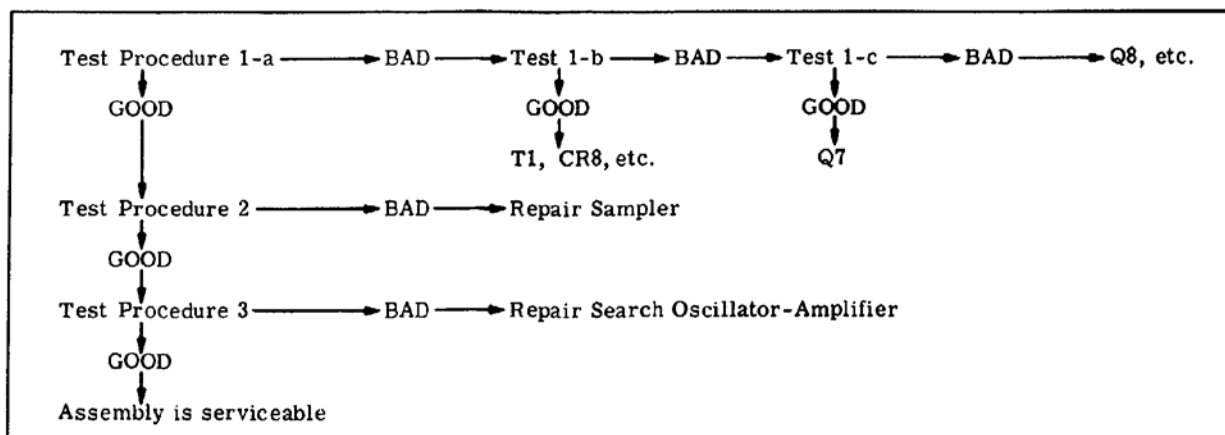 Test Procedure 1-a BAD Test 1-b BAD Test 1-c BAD Q8, etc.
GOOD GOOD GOOD
T1, CR8, etc. Q7
Test Procedure 2 BAD Repair Sampler
GOOD
Test Procedure 3 BAD Repair Search Oscillator-Amplifier
GOOD
Assembly is serviceable